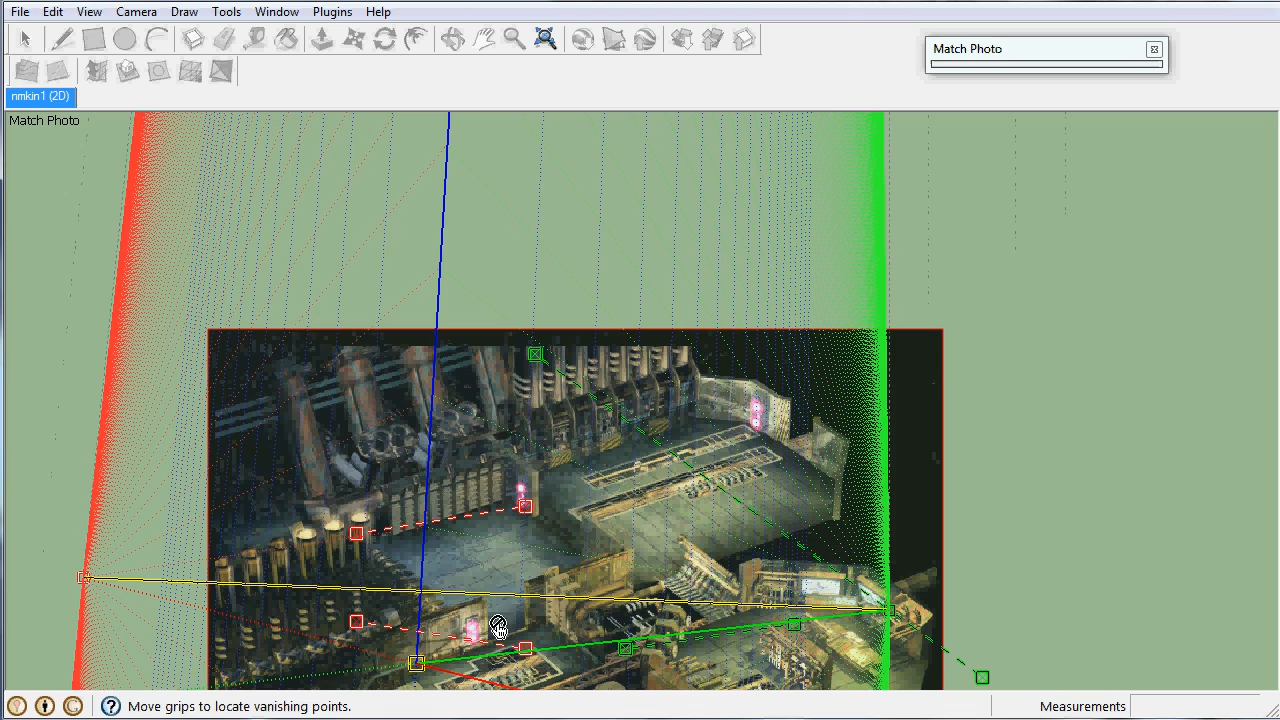 File Edit View Camera Draw Tools Window Plugins Help
Match Photo
nmkin1 (2D)
Match Photo
Move grips to locate vanishing points.
Measurements